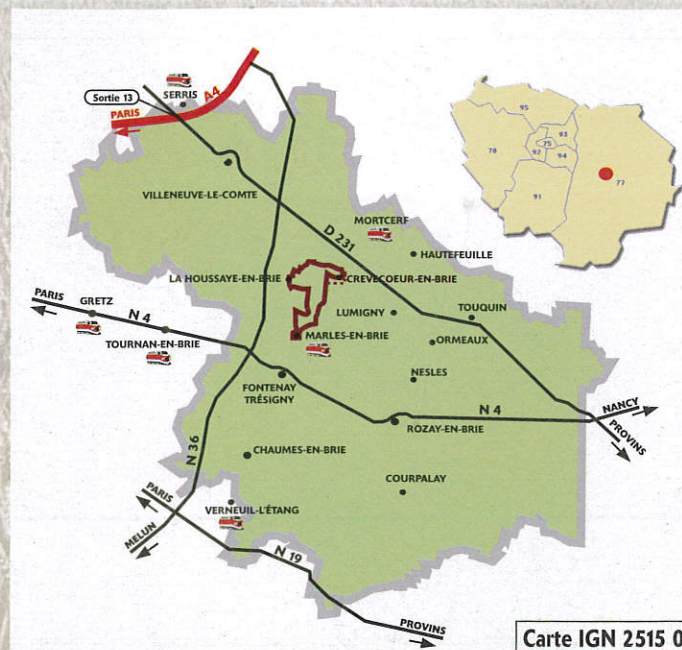 Sortie 13
SERRIS
A4
PARIS
95
93
78
75
92
94
77
91
VILLENEUVE-LE-COMTE
MORTCERF
D 231
HAUTEFEUILLE
LA HOUSSAYE-EN-BRIE
CREVECOEUR-EN-BRIE
PARIS
GRETZ
N 4
LUMIGNY
TOUQUIN
TOURNAN-EN-BRIE
MARLES-EN-BRIE
ORMEAUX
FONTENAY
TRÉSIGNY
NESLES
N 4
NANCY
ROZAY-EN-BRIE
PROVINS
N 36
CHAUMES-EN-BRIE
COURPALAY
PARIS
VERNEUIL-L'ÉTANG
MELUN
N 19
PROVINS
Carte IGN 2515 0